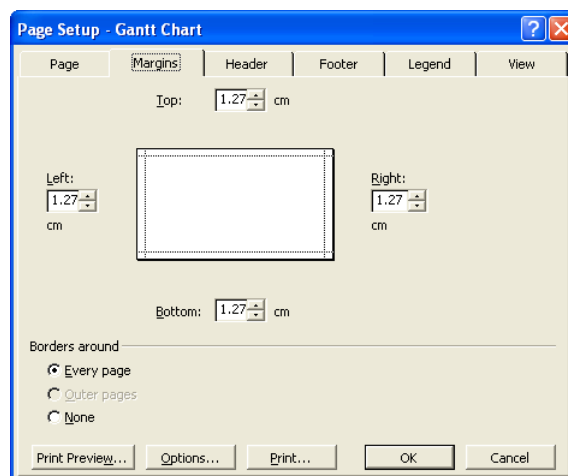 Page Setup - Gantt Chart
Page Margins Header Footer Legend View
Top: 1.27 cm
Left: Right:
1.27 1.27
cm cm
Bottom: 1.27 cm
Borders around
Every page
Outer pages
None
Print Preview... Options... Print... OK Cancel